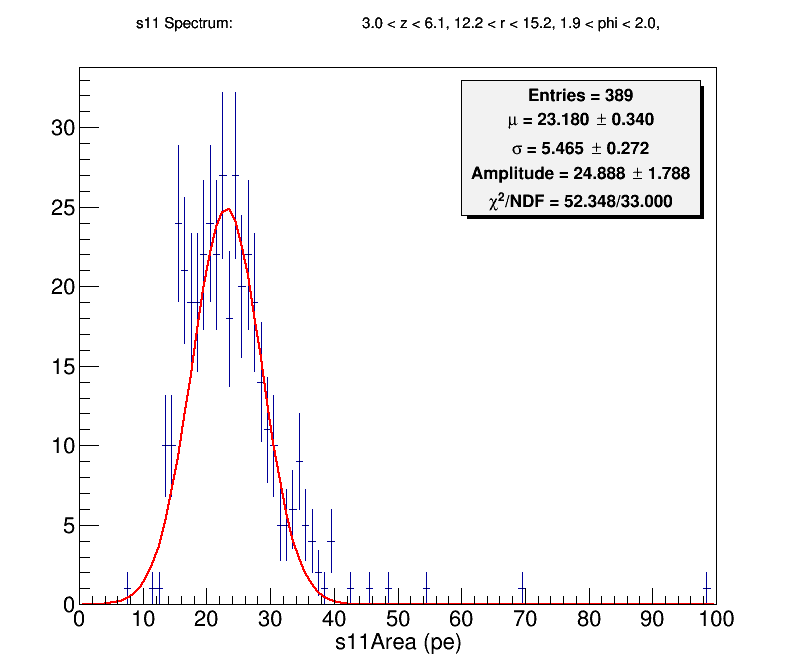 s11 Spectrum: 3.0 < z < 6.1, 12.2 < r < 15.2, 1.9 < phi < 2.0,
Entries = 389
μ = 23.180 ± 0.340
σ = 5.465 ± 0.272
Amplitude = 24.888 ± 1.788
χ²/NDF = 52.348/33.000
30
25
20
15
10
5
0
0 10 20 30 40 50 60 70 80 90 100
s11Area (pe)